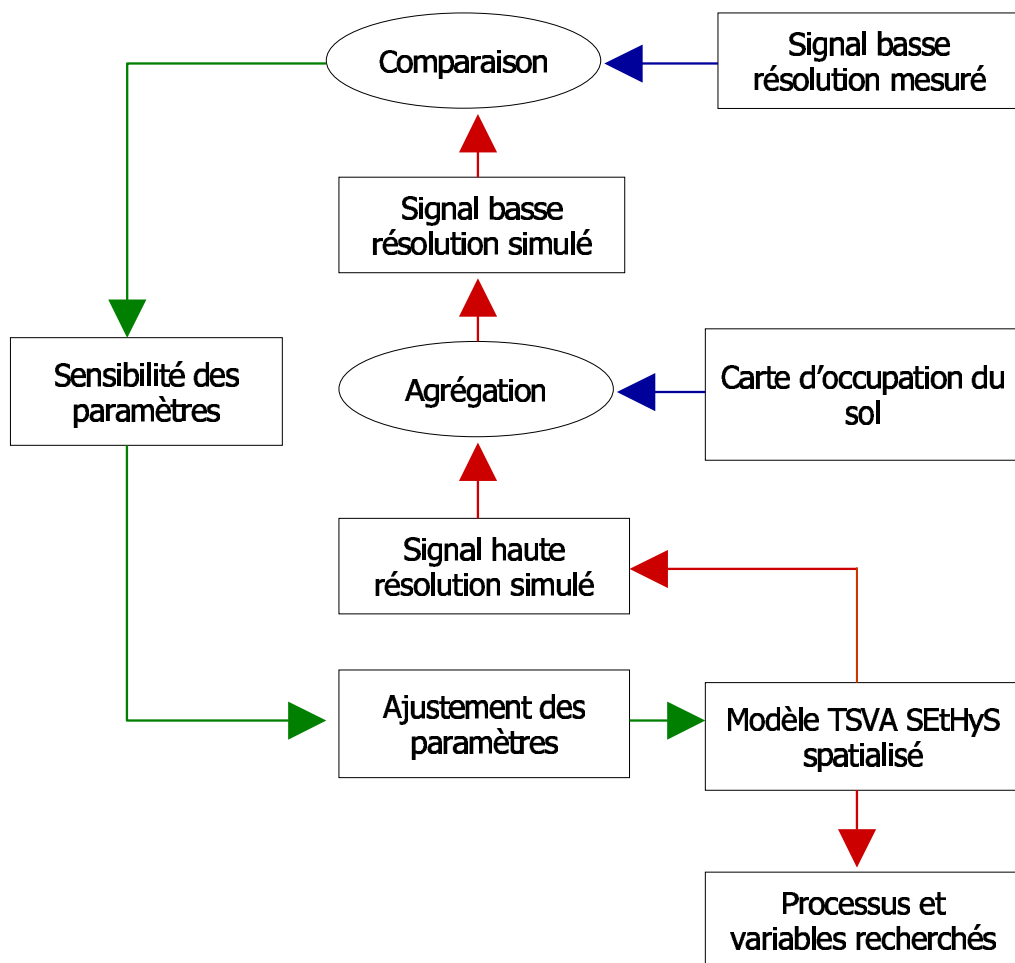 Comparaison
Signal basse
résolution mesuré
Signal basse
résolution simulé
Sensibilité des
paramètres
Agrégation
Carte d'occupation du
sol
Signal haute
résolution simulé
Ajustement des
paramètres
Modèle TSVA SEtHyS
spatialisé
Processus et
variables recherchés